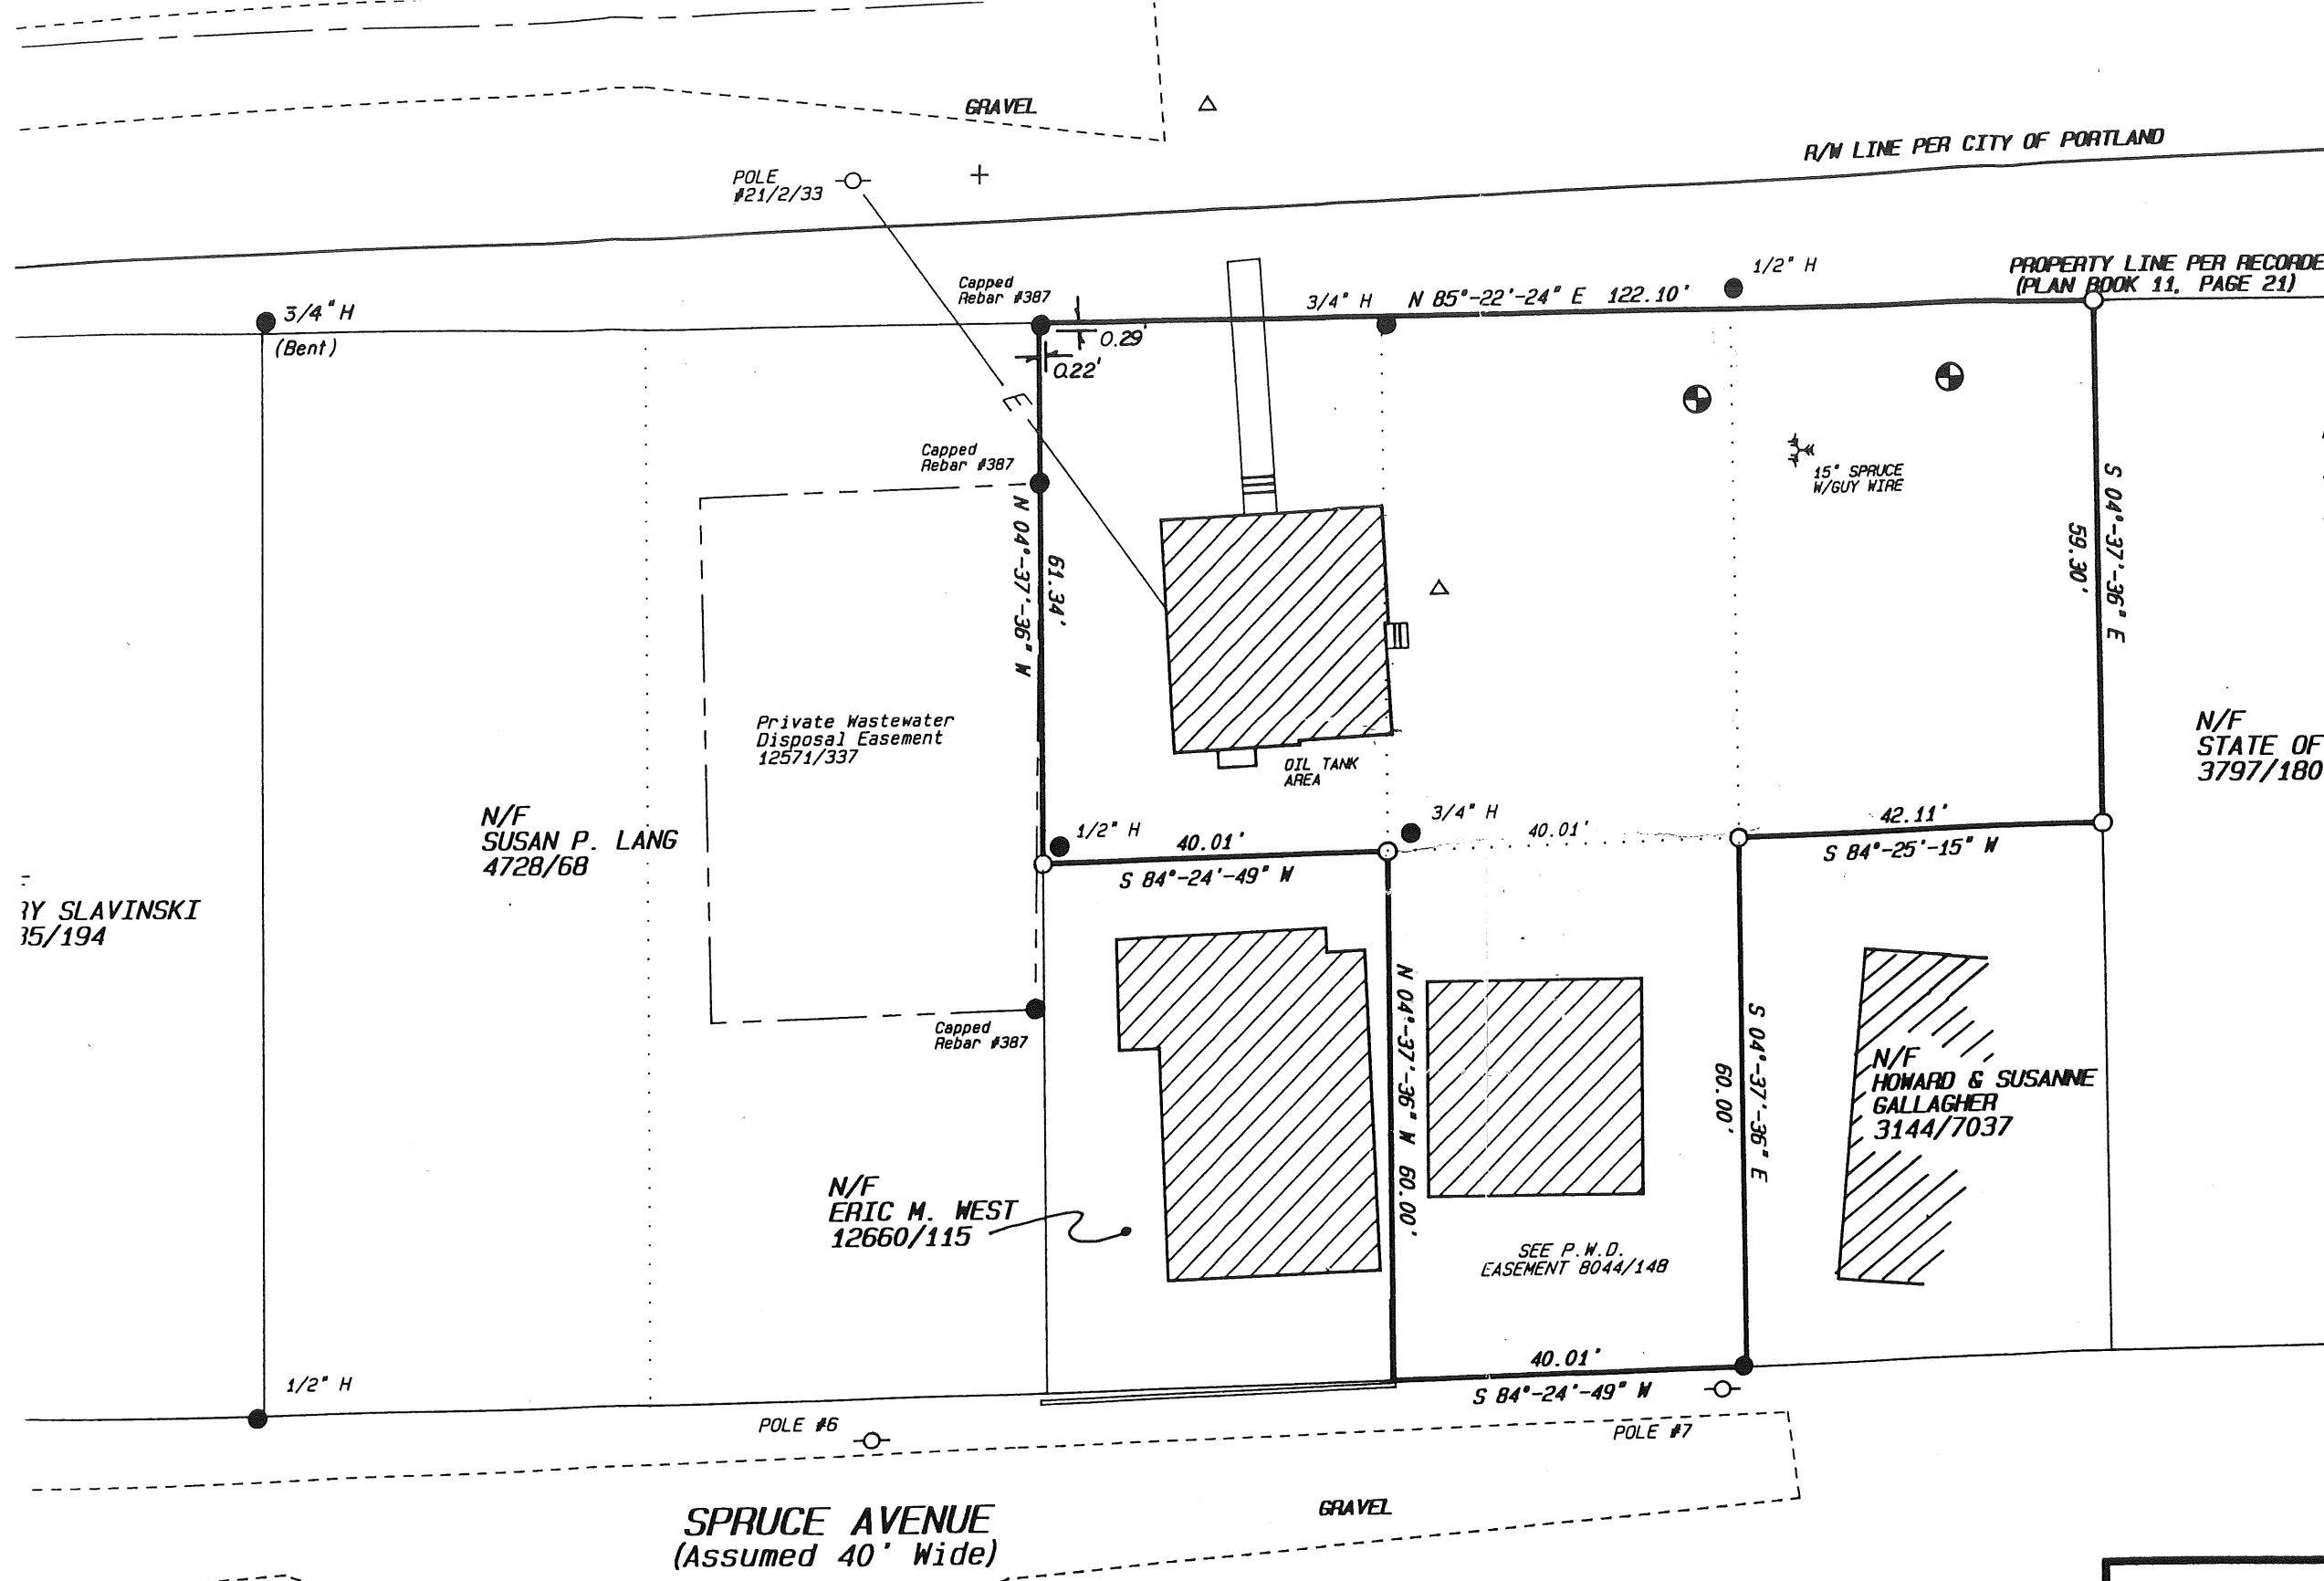 GRAVEL
R/W LINE PER CITY OF PORTLAND
POLE
#21/2/33
PROPERTY LINE PER RECORDE
(PLAN BOOK 11, PAGE 21)
1/2" H
Capped
Rebar #387
3/4" H
N 85°-22'-24" E 122.10'
3/4" H
(Bent)
0.29'
0.22'
E
Capped
Rebar #387
15" SPRUCE
W/GUY WIRE
N 04°-37'-36" W
61.34'
S 04°-37'-36" E
59.30'
Private Wastewater
Disposal Easement
12571/337
OIL TANK
AREA
N/F
STATE OF
3797/180
N/F
SUSAN P. LANG
4728/68
1/2" H
40.01'
S 84°-24'-49" W
3/4" H
40.01'
42.11'
S 84°-25'-15" W
RY SLAVINSKI
35/194
Capped
Rebar #387
N 04°-37'-36" W 60.00'
S 04°-37'-36" E
60.00'
N/F
HOWARD & SUSANNE
GALLAGHER
3144/7037
N/F
ERIC M. WEST
12660/115
SEE P.W.D.
EASEMENT 8044/148
40.01'
S 84°-24'-49" W
1/2" H
POLE #6
POLE #7
SPRUCE AVENUE
(Assumed 40' Wide)
GRAVEL